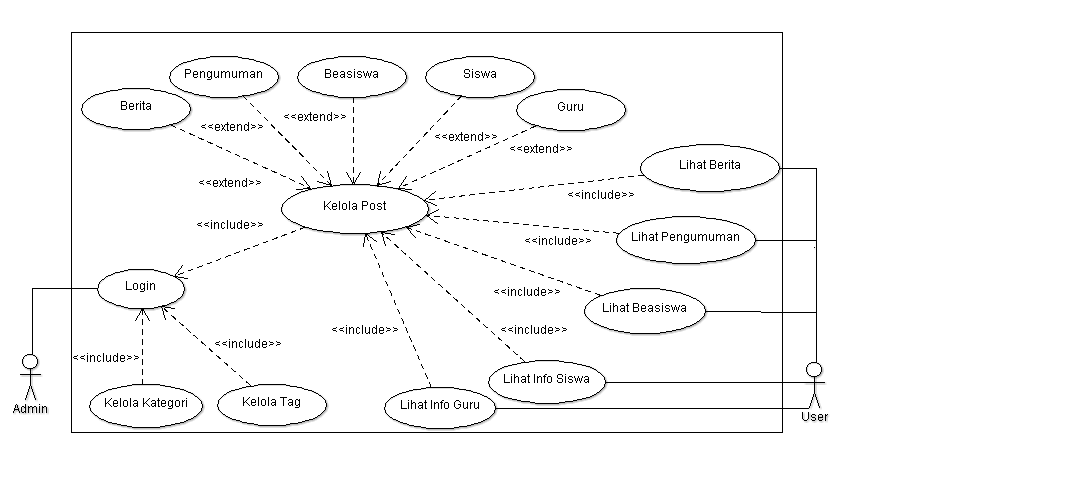 Pengumuman
Beasiswa
Siswa
Berita
Guru
<<extend>>
<<extend>>
<<extend>>
<<extend>>
<<extend>>
Lihat Berita
<<include>>
Kelola Post
<<include>>
Lihat Pengumuman
<<include>>
Login
<<include>>
Lihat Beasiswa
<<include>>
<<include>>
<<include>>
<<include>>
Lihat Info Siswa
Kelola Kategori
Kelola Tag
Lihat Info Guru
Admin
User